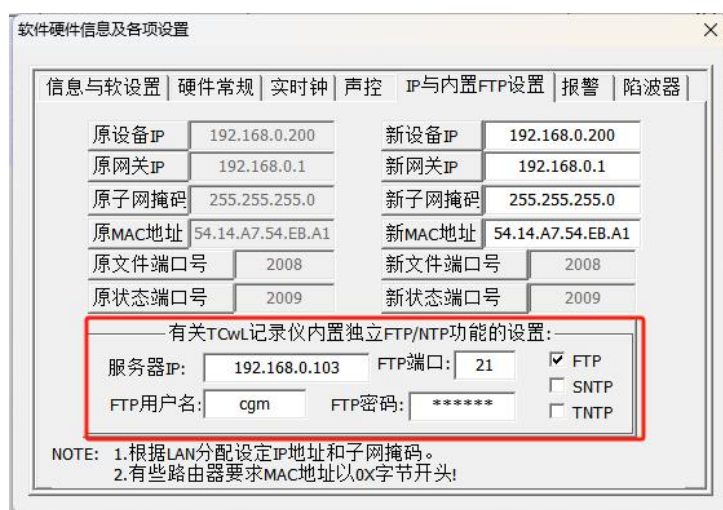 软件硬件信息及各项设置
信息与软设置 硬件常规 实时钟 声控 IP与内置FTP设置 报警 陷波器
原设备IP 192.168.0.200 新设备IP 192.168.0.200
原网关IP 192.168.0.1 新网关IP 192.168.0.1
原子网掩码 255.255.255.0 新子网掩码 255.255.255.0
原MAC地址 54.14.A7.54.EB.A1 新MAC地址 54.14.A7.54.EB.A1
原文件端口号 2008 新文件端口号 2008
原状态端口号 2009 新状态端口号 2009
有关TCwL记录仪内置独立FTP/NTP功能的设置:
服务器IP: 192.168.0.103 FTP端口: 21 FTP
SNTP
FTP用户名: cgm FTP密码: ****** TNTP
NOTE: 1.根据LAN分配设定IP地址和子网掩码。
2.有些路由器要求MAC地址以0X字节开头!